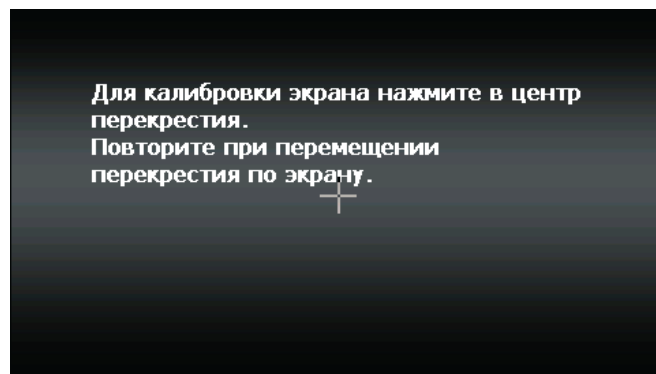 Для калибровки экрана нажмите в центр
перекрестия.
Повторите при перемещении
перекрестия по экрану.